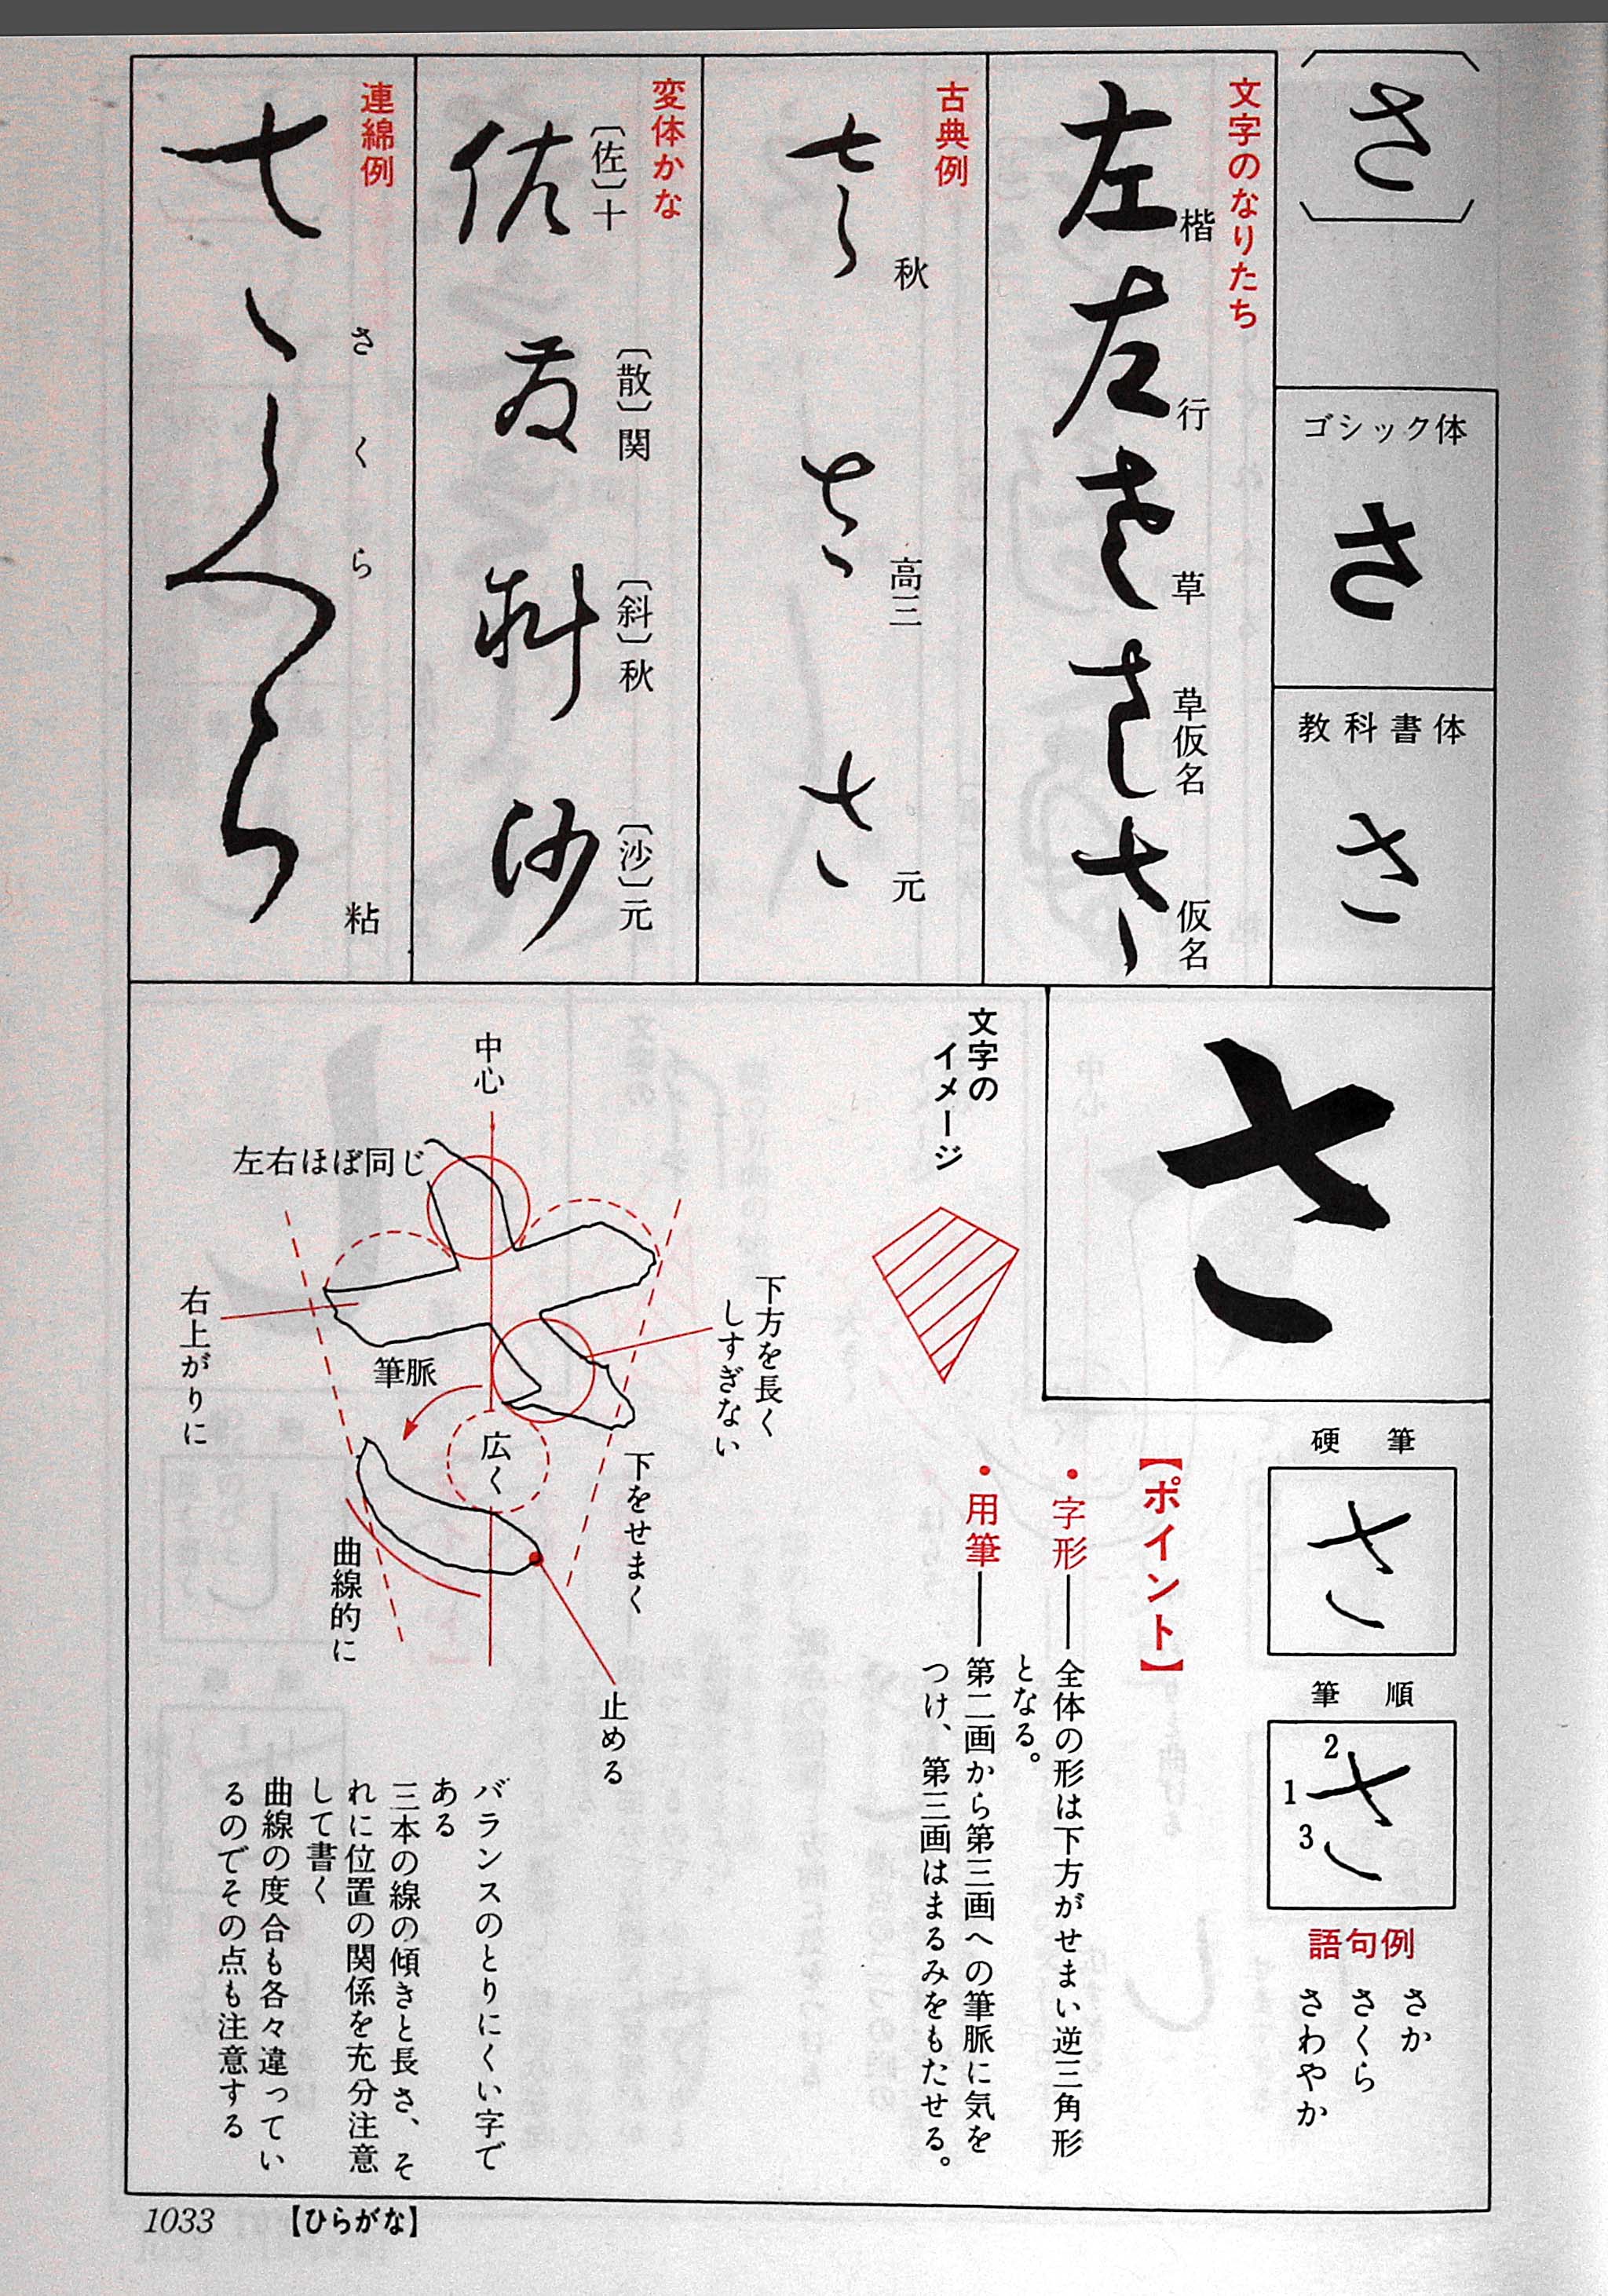 さ
ゴシック体
さ
教科書体
さ
文字のなりたち
左 楷
左 行
草
草仮名
さ 仮名
古典例
さ 秋
さ 高三
さ 元
変体かな
〔佐〕十
〔散〕関
〔斜〕秋
〔沙〕元
連綿例
さくら
さくら 粘
さ
硬筆
さ
筆順
さ
1
2
3
語句例
さか
さくら
さわやか
【ポイント】
・字形――全体の形は下方がせまい逆三角形
となる。
・用筆――第二画から第三画への筆脈に気を
つけ、第三画はまるみをもたせる。
文字の
イメージ
中心
左右ほぼ同じ
下方を長く
しすぎない
右上がりに
筆脈
広く
下をせまく
曲線的に
止める
バランスのとりにくい字で
ある
三本の線の傾きと長さ、そ
れに位置の関係を充分注意
して書く
曲線の度合も各々違ってい
るのでその点も注意する
1033
【ひらがな】